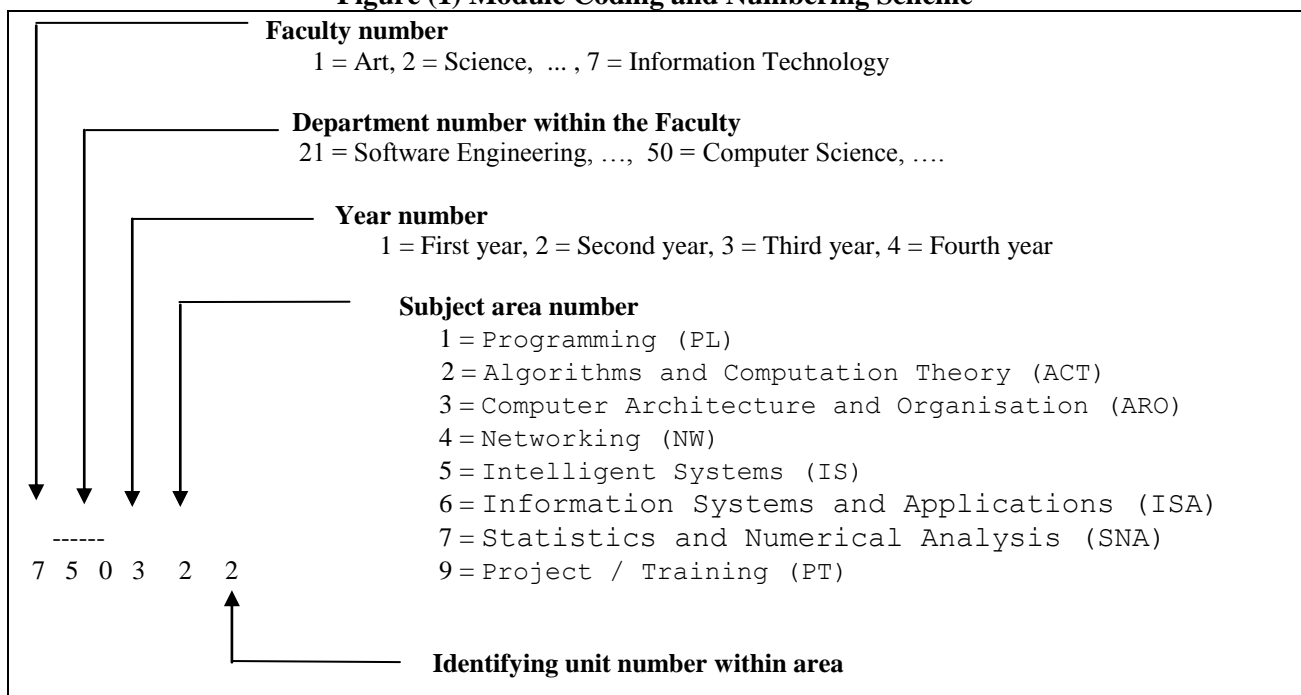 Figure (1) Module Coding and Numbering Scheme
Faculty number
1 = Art, 2 = Science, ... , 7 = Information Technology
Department number within the Faculty
21 = Software Engineering, …, 50 = Computer Science, ….
Year number
1 = First year, 2 = Second year, 3 = Third year, 4 = Fourth year
Subject area number
1 = Programming (PL)
2 = Algorithms and Computation Theory (ACT)
3 = Computer Architecture and Organisation (ARO)
4 = Networking (NW)
5 = Intelligent Systems (IS)
6 = Information Systems and Applications (ISA)
7 = Statistics and Numerical Analysis (SNA)
9 = Project / Training (PT)
------
7 5 0 3 2 2
Identifying unit number within area